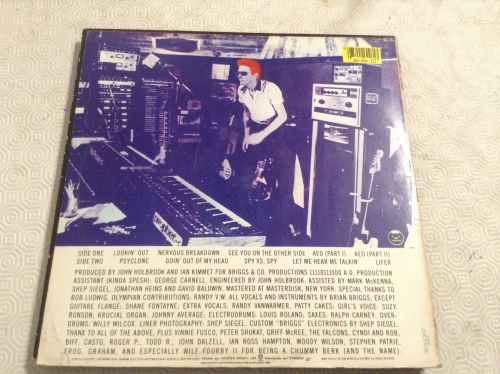 SIDE ONE LOOKIN' OUT NERVOUS BREAKDOWN SEE YOU ON THE OTHER SIDE AEO (PART I) AEO (PART II)
SIDE TWO PSYCLONE GOIN' OUT OF MY HEAD SPY VS. SPY LET ME HEAR ME TALKIN' LIFER
PRODUCED BY JOHN HOLBROOK AND IAN KIMMET FOR BRIGGS & CO. PRODUCTIONS 11110111100 A.D. PRODUCTION
ASSISTANT (KINDA SPESH): GEORGE CARNELL. ENGINEERED BY JOHN HOLBROOK. ASSISTED BY MARK McKENNA,
SHEP SIEGEL, JONATHAN HEINS AND DAVID BALDWIN. MASTERED AT MASTERDISK, NEW YORK. SPECIAL THANKS TO
BOB LUDWIG. OLYMPIAN CONTRIBUTIONS: RANDY V.W. ALL VOCALS AND INSTRUMENTS BY BRIAN BRIGGS, EXCEPT
GUITARE FLANGE: SHANE FONTAYNE; EXTRA VOCALS: RANDY VANWARMER, PATTY CAKES; GIRL'S VOICE: SUZY
RONSON; KRUCIAL ORGAN: JOHNNY AVERAGE; ELECTRODRUMS: LOUIS ROLAND; SAXES: RALPH CARNEY; OVER-
DRUMS: WILLY WILCOX. LINER PHOTOGRAPHY: SHEP SIEGEL. CUSTOM "BRIGGS" ELECTRONICS BY SHEP SIEGEL.
THANKS TO ALL OF THE ABOVE, PLUS VINNIE FUSCO, PETER SHUKAT, GRIFF McREE, THE FALCONS, CYNDI AND ROB,
BIFF, CASTO, ROGER P., TODD R., JOHN DALZELL, IAN ROSS HAMPTON, WOODY WILSON, STEPHEN PATRIE,
FROG, GRAHAM, AND ESPECIALLY MILE FOURBY II FOR BEING A CHUMMY BERK (AND THE NAME).